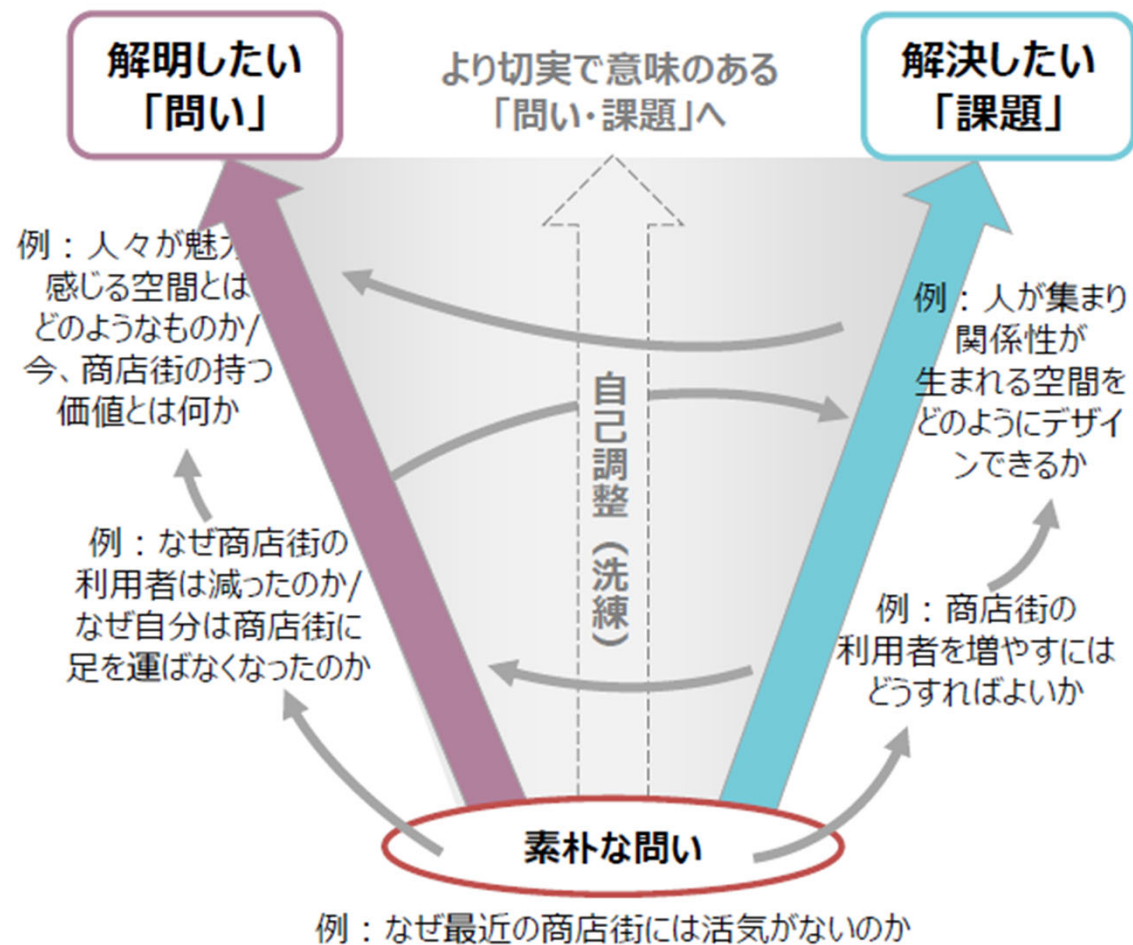 解明したい
「問い」
より切実で意味のある
「問い・課題」へ
解決したい
「課題」
例：人々が魅力
感じる空間とは
どのようなものか/
今、商店街の持つ
価値とは何か
例：人が集まり
関係性が
生まれる空間を
どのようにデザイ
ンできるか
自己調整（洗練）
例：なぜ商店街の
利用者は減ったのか/
なぜ自分は商店街に
足を運ばなくなったのか
例：商店街の
利用者を増やすには
どうすればよいか
素朴な問い
例：なぜ最近の商店街には活気がないのか